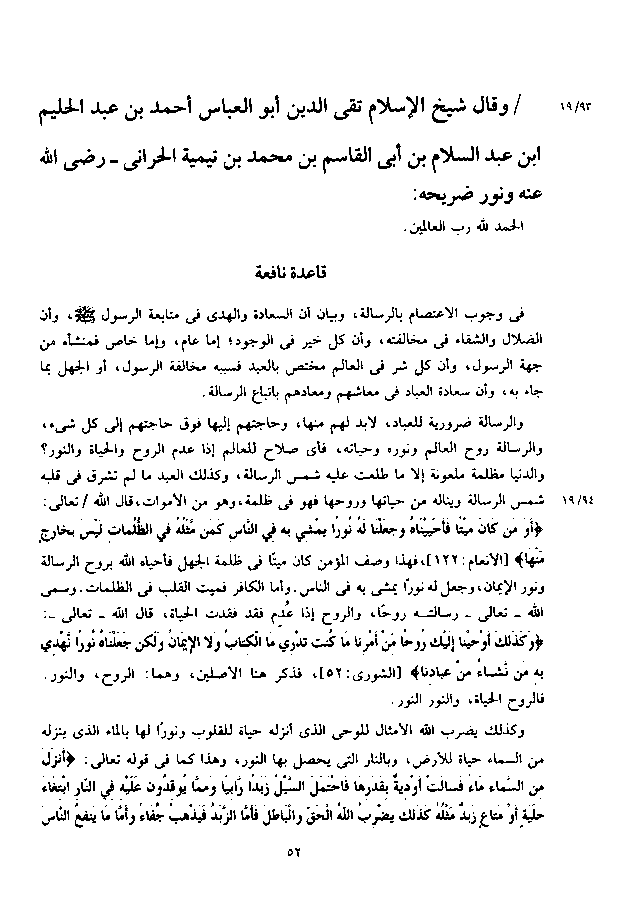 ١٩/٩٣
/ وقال شيخ الإسلام تقى الدين أبو العباس أحمد بن عبد الحليم
ابن عبد السلام بن أبى القاسم بن محمد بن تيمية الحرانى ـ رضى الله
عنه ونور ضريحه:
الحمد لله رب العالمين.
قاعدة نافعة
فى وجوب الاعتصام بالرسالة، وبيان أن السعادة والهدى فى متابعة الرسول ﷺ، وأن
الضلال والشقاء فى مخالفته، وأن كل خير فى الوجود؛ إما عام، وإما خاص فمنشأه من
جهة الرسول، وأن كل شر فى العالم مختص بالعبد فسببه مخالفة الرسول، أو الجهل بما
جاء به، وأن سعادة العباد فى معاشهم ومعادهم باتباع الرسالة.
والرسالة ضرورية للعباد، لابد لهم منها، وحاجتهم إليها فوق حاجتهم إلى كل شىء،
والرسالة روح العالم ونوره وحياته، فأى صلاح للعالم إذا عدم الروح والحياة والنور؟
والدنيا مظلمة ملعونة إلا ما طلعت عليه شمس الرسالة، وكذلك العبد ما لم تشرق فى قلبه
١٩/٩٤
شمس الرسالة ويناله من حياتها وروحها فهو فى ظلمة، وهو من الأموات، قال الله / تعالى:
﴿أَوَ مَن كَانَ مَيْتًا فَأَحْيَيْنَاهُ وَجَعَلْنَا لَهُ نُورًا يَمْشِي بِهِ فِي النَّاسِ كَمَن مَّثَلُهُ فِي الظُّلُمَاتِ لَيْسَ بِخَارِجٍ
مِّنْهَا﴾ [الأنعام: ١٢٢]، فهذا وصف المؤمن كان ميتًا فى ظلمة الجهل فأحياه الله بروح الرسالة
ونور الإيمان، وجعل له نورًا يمشى به فى الناس. وأما الكافر فميت القلب فى الظلمات. وسمى
الله ـ تعالى ـ رسالته روحًا، والروح إذا عُدِم فقد فقدت الحياة، قال الله ـ تعالى ـ:
﴿وَكَذَلِكَ أَوْحَيْنَا إِلَيْكَ رُوحًا مِّنْ أَمْرِنَا مَا كُنتَ تَدْرِي مَا الْكِتَابُ وَلا الإِيمَانُ وَلَكِن جَعَلْنَاهُ نُورًا نَّهْدِي
بِهِ مَن نَّشَاءُ مِنْ عِبَادِنَا﴾ [الشورى: ٥٢]، فذكر هنا الأصلين، وهما: الروح، والنور.
فالروح الحياة، والنور النور.
وكذلك يضرب الله الأمثال للوحى الذى أنزله حياة للقلوب ونورًا لها بالماء الذى ينزله
من السماء حياة للأرض، وبالنار التى يحصل بها النور، وهذا كما فى قوله تعالى: ﴿أَنزَلَ
مِنَ السَّمَاءِ مَاءً فَسَالَتْ أَوْدِيَةٌ بِقَدَرِهَا فَاحْتَمَلَ السَّيْلُ زَبَدًا رَّابِيًا وَمِمَّا يُوقِدُونَ عَلَيْهِ فِي النَّارِ ابْتِغَاءَ
حِلْيَةٍ أَوْ مَتَاعٍ زَبَدٌ مِّثْلُهُ كَذَلِكَ يَضْرِبُ اللَّهُ الْحَقَّ وَالْبَاطِلَ فَأَمَّا الزَّبَدُ فَيَذْهَبُ جُفَاءً وَأَمَّا مَا يَنفَعُ النَّاسَ
٥٢